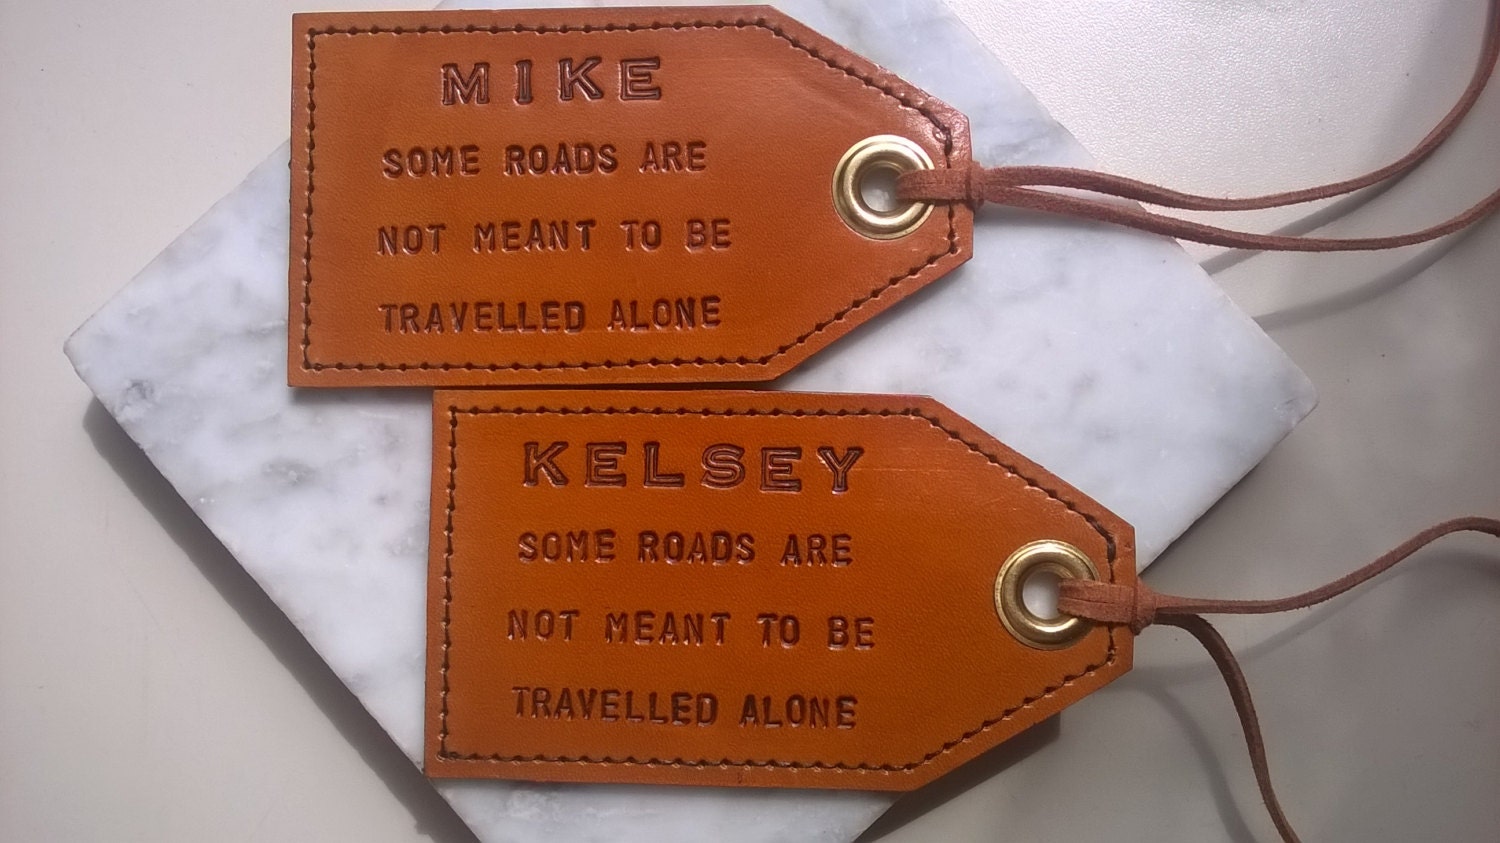 MIKE
SOME ROADS ARE
NOT MEANT TO BE
TRAVELLED ALONE
KELSEY
SOME ROADS ARE
NOT MEANT TO BE
TRAVELLED ALONE